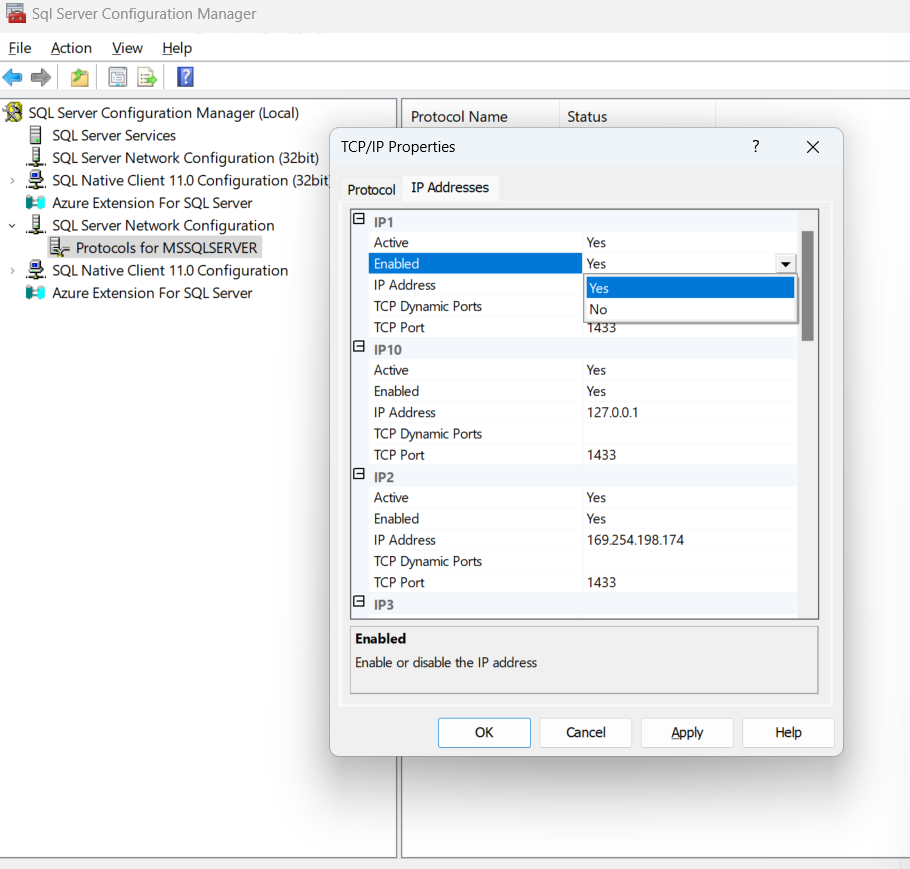 Sql Server Configuration Manager
File Action View Help
SQL Server Configuration Manager (Local)
SQL Server Services
SQL Server Network Configuration (32bit)
SQL Native Client 11.0 Configuration (32bit
Azure Extension For SQL Server
SQL Server Network Configuration
Protocols for MSSQLSERVER
SQL Native Client 11.0 Configuration
Azure Extension For SQL Server
Protocol Name Status
TCP/IP Properties ?
Protocol IP Addresses
IP1
Active Yes
Enabled Yes
IP Address Yes
TCP Dynamic Ports No
TCP Port 1433
IP10
Active Yes
Enabled Yes
IP Address 127.0.0.1
TCP Dynamic Ports
TCP Port 1433
IP2
Active Yes
Enabled Yes
IP Address 169.254.198.174
TCP Dynamic Ports
TCP Port 1433
IP3
Enabled
Enable or disable the IP address
OK Cancel Apply Help